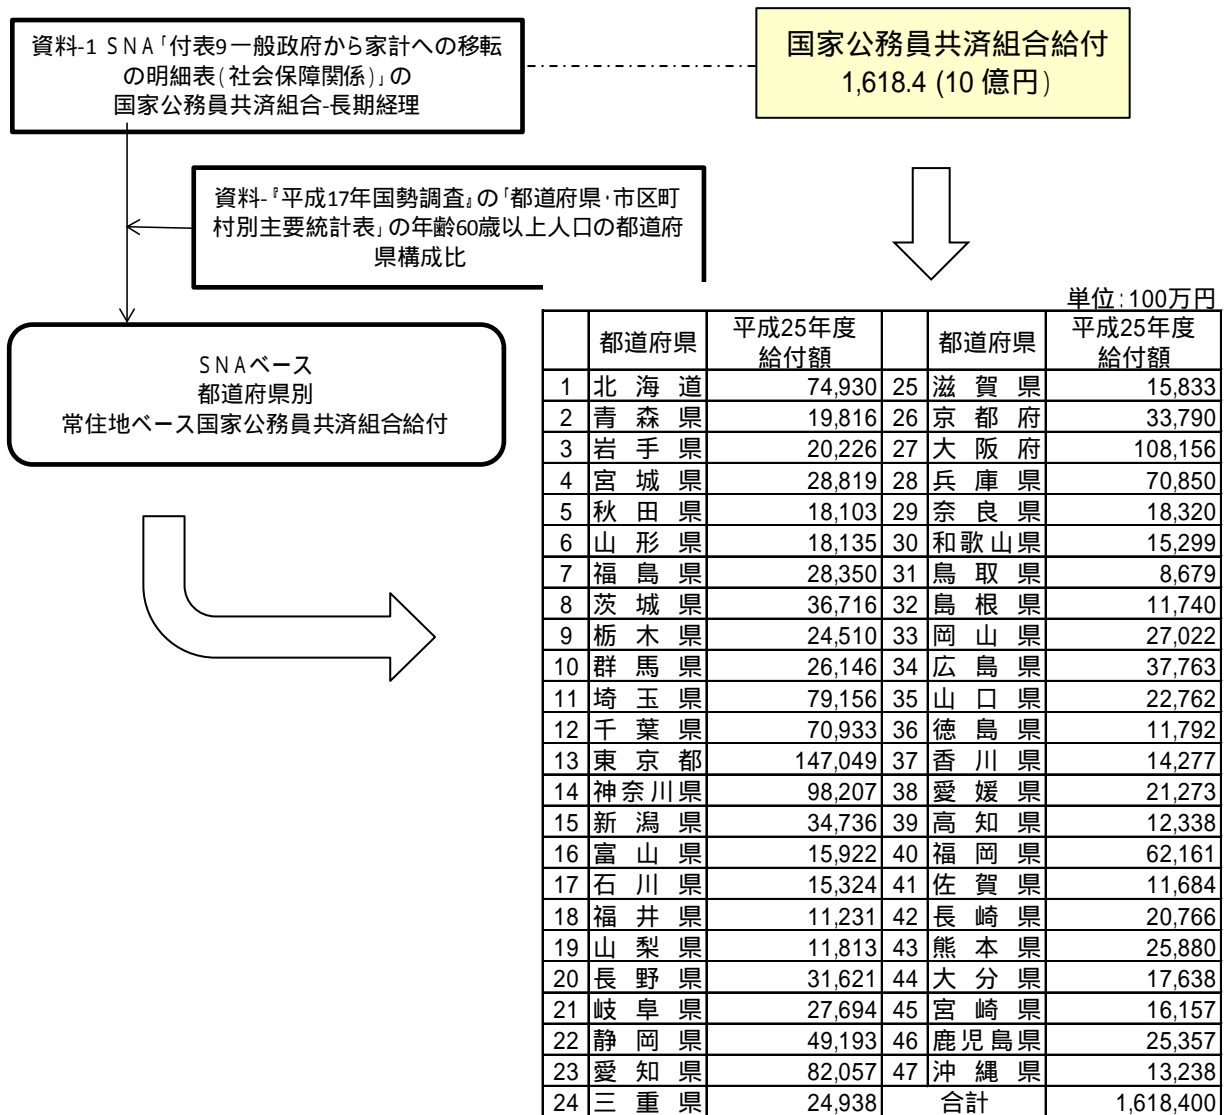 資料-1 SNA「付表9一般政府から家計への移転
の明細表(社会保障関係)」の
国家公務員共済組合-長期経理
国家公務員共済組合給付
1,618.4 (10 億円)
資料-『平成17年国勢調査』の「都道府県・市区町
村別主要統計表」の年齢60歳以上人口の都道府
県構成比
SNAベース
都道府県別
常住地ベース国家公務員共済組合給付
単位:100万円
都道府県 平成25年度 給付額 都道府県 平成25年度 給付額
1 北海道 74,930 25 滋賀県 15,833
2 青森県 19,816 26 京都府 33,790
3 岩手県 20,226 27 大阪府 108,156
4 宮城県 28,819 28 兵庫県 70,850
5 秋田県 18,103 29 奈良県 18,320
6 山形県 18,135 30 和歌山県 15,299
7 福島県 28,350 31 鳥取県 8,679
8 茨城県 36,716 32 島根県 11,740
9 栃木県 24,510 33 岡山県 27,022
10 群馬県 26,146 34 広島県 37,763
11 埼玉県 79,156 35 山口県 22,762
12 千葉県 70,933 36 徳島県 11,792
13 東京都 147,049 37 香川県 14,277
14 神奈川県 98,207 38 愛媛県 21,273
15 新潟県 34,736 39 高知県 12,338
16 富山県 15,922 40 福岡県 62,161
17 石川県 15,324 41 佐賀県 11,684
18 福井県 11,231 42 長崎県 20,766
19 山梨県 11,813 43 熊本県 25,880
20 長野県 31,621 44 大分県 17,638
21 岐阜県 27,694 45 宮崎県 16,157
22 静岡県 49,193 46 鹿児島県 25,357
23 愛知県 82,057 47 沖縄県 13,238
24 三重県 24,938 合計 1,618,400